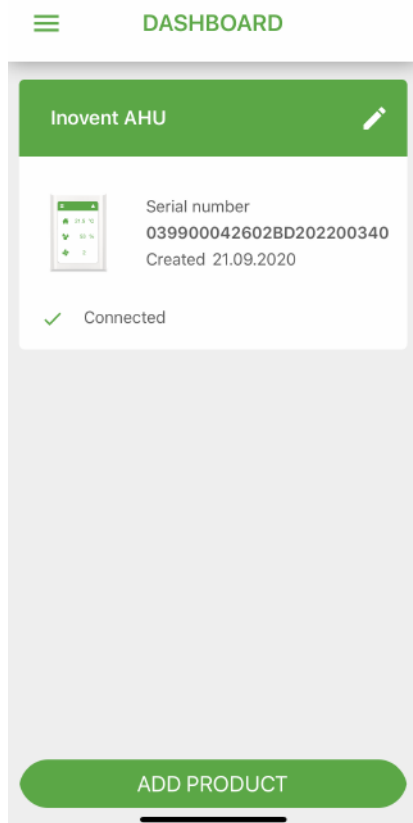 DASHBOARD
Inovent AHU
Serial number
039900042602BD202200340
Created 21.09.2020
Connected
ADD PRODUCT